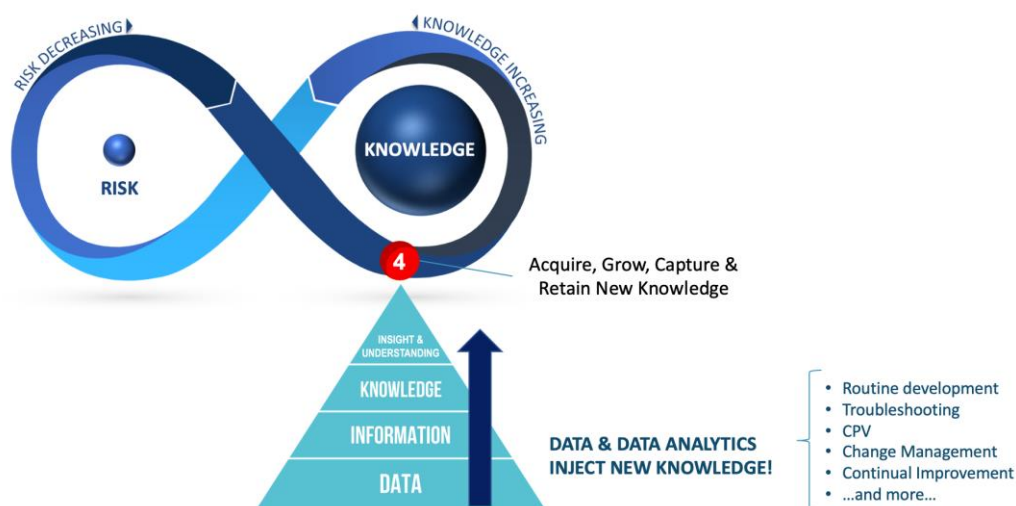 RISK DECREASING
KNOWLEDGE INCREASING
RISK
KNOWLEDGE
4
Acquire, Grow, Capture &
Retain New Knowledge
INSIGHT &
UNDERSTANDING
KNOWLEDGE
INFORMATION
DATA
DATA & DATA ANALYTICS
INJECT NEW KNOWLEDGE!
• Routine development
• Troubleshooting
• CPV
• Change Management
• Continual Improvement
• ...and more...